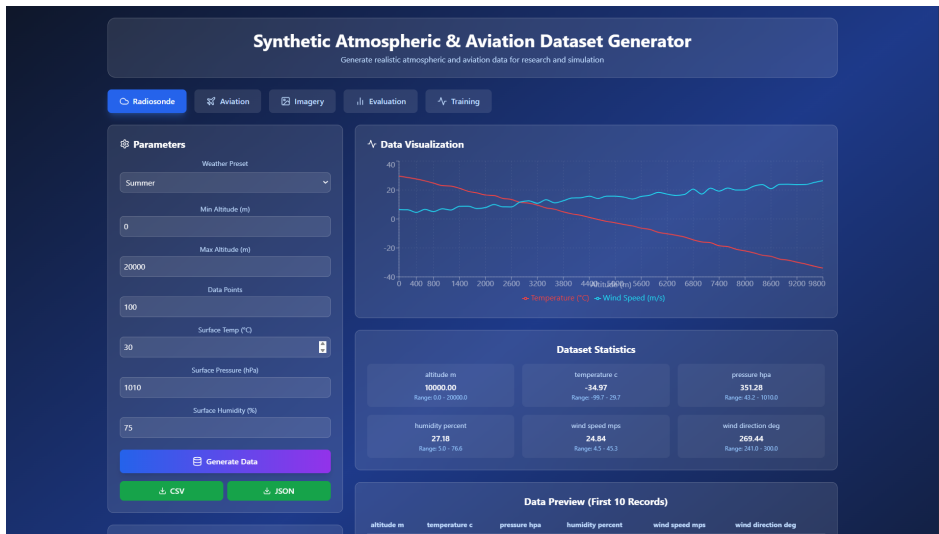 Synthetic Atmospheric & Aviation Dataset Generator
Generate realistic atmospheric and aviation data for research and simulation
Radiosonde
Aviation
Imagery
Evaluation
Training
Parameters
Weather Preset
Summer
Min Altitude (m)
0
Max Altitude (m)
20000
Data Points
100
Surface Temp (°C)
30
Surface Pressure (hPa)
1010
Surface Humidity (%)
75
Generate Data
CSV
JSON
Data Visualization
40
20
0
-20
-40
0 400 800 1400 2000 2600 3200 3800 4400 5000 5600 6200 6800 7400 8000 8600 9200 9800
Altitude (m)
Temperature (°C) Wind Speed (m/s)
Dataset Statistics
altitude m
10000.00
Range: 0.0 - 20000.0
temperature c
-34.97
Range: -99.7 - 29.7
pressure hpa
351.28
Range: 43.2 - 1010.0
humidity percent
27.18
Range: 5.0 - 76.6
wind speed mps
24.84
Range: 4.5 - 45.3
wind direction deg
269.44
Range: 241.0 - 300.0
Data Preview (First 10 Records)
altitude m temperature c pressure hpa humidity percent wind speed mps wind direction deg